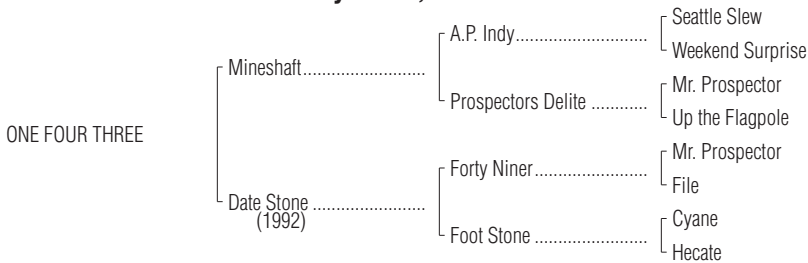 Seattle Slew
A.P. Indy..............................
Weekend Surprise
Mineshaft............................
Mr. Prospector
Prospectors Delite .............
Up the Flagpole
ONE FOUR THREE
Mr. Prospector
Forty Niner..........................
File
Date Stone ..........................
(1992)
Cyane
Foot Stone ..........................
Hecate